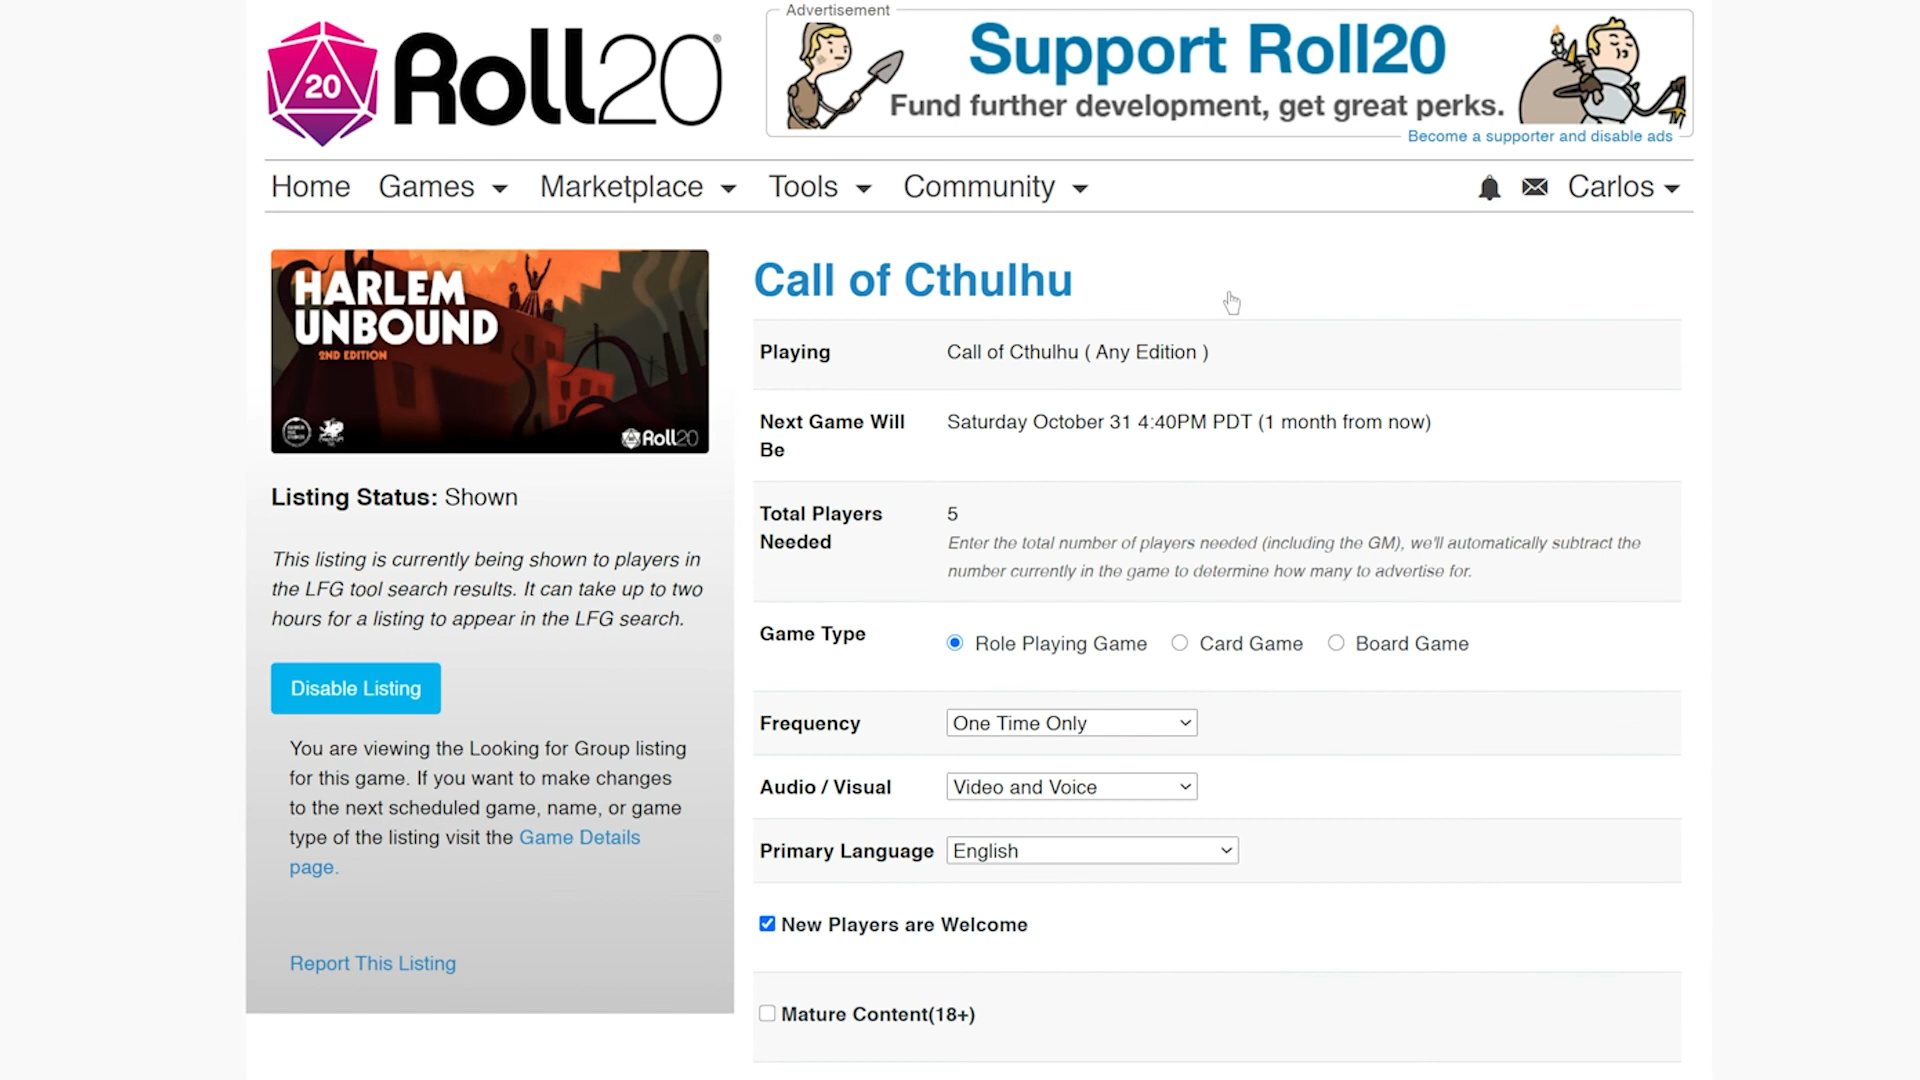 Advertisement
20
Roll20®
Support Roll20
Fund further development, get great perks.
Become a supporter and disable ads
Home Games Marketplace Tools Community Carlos
HARLEM
UNBOUND
2ND EDITION
Roll20
Listing Status: Shown
This listing is currently being shown to players in
the LFG tool search results. It can take up to two
hours for a listing to appear in the LFG search.
Disable Listing
You are viewing the Looking for Group listing
for this game. If you want to make changes
to the next scheduled game, name, or game
type of the listing visit the Game Details
page.
Report This Listing
Call of Cthulhu
Playing Call of Cthulhu ( Any Edition )
Next Game Will Saturday October 31 4:40PM PDT (1 month from now)
Be
Total Players 5
Needed
Enter the total number of players needed (including the GM), we'll automatically subtract the
number currently in the game to determine how many to advertise for.
Game Type Role Playing Game Card Game Board Game
Frequency One Time Only
Audio / Visual Video and Voice
Primary Language English
New Players are Welcome
Mature Content(18+)